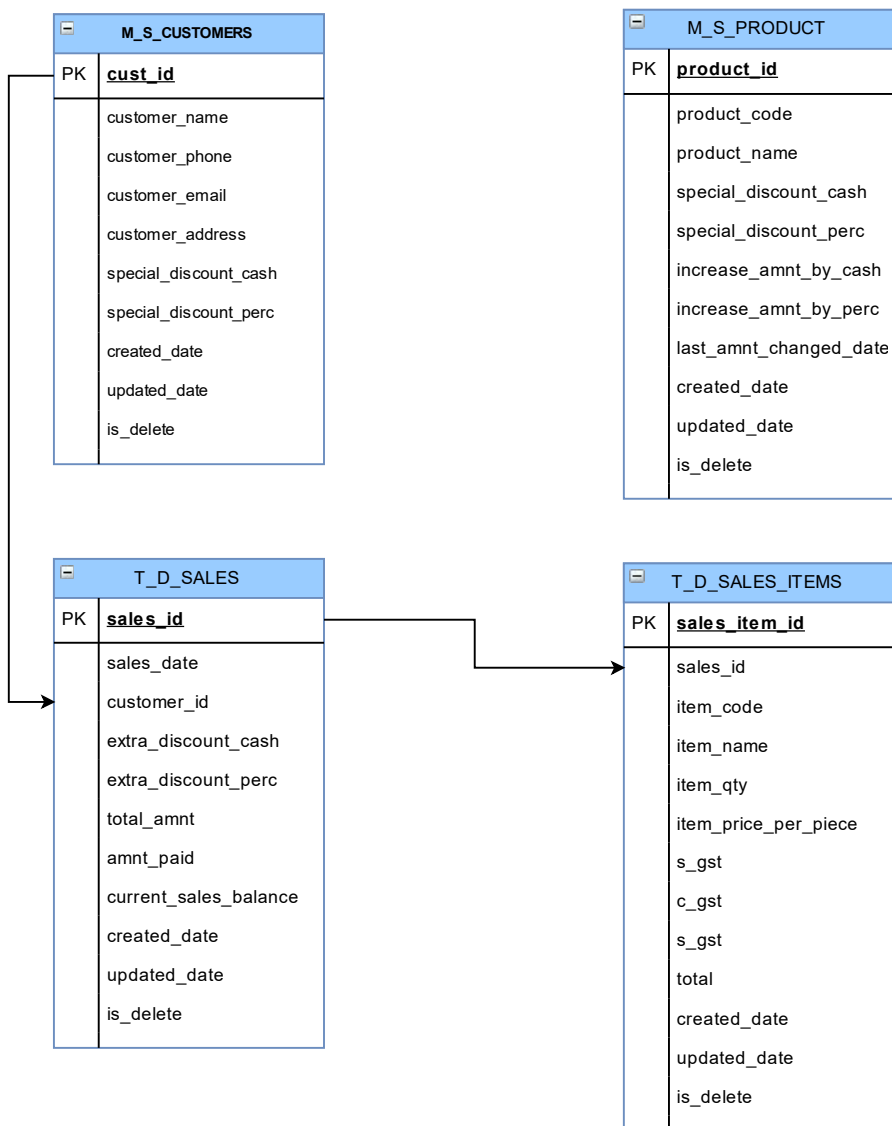 M_S_CUSTOMERS
PK cust_id
customer_name
customer_phone
customer_email
customer_address
special_discount_cash
special_discount_perc
created_date
updated_date
is_delete
M_S_PRODUCT
PK product_id
product_code
product_name
special_discount_cash
special_discount_perc
increase_amnt_by_cash
increase_amnt_by_perc
last_amnt_changed_date
created_date
updated_date
is_delete
T_D_SALES
PK sales_id
sales_date
customer_id
extra_discount_cash
extra_discount_perc
total_amnt
amnt_paid
current_sales_balance
created_date
updated_date
is_delete
T_D_SALES_ITEMS
PK sales_item_id
sales_id
item_code
item_name
item_qty
item_price_per_piece
s_gst
c_gst
s_gst
total
created_date
updated_date
is_delete